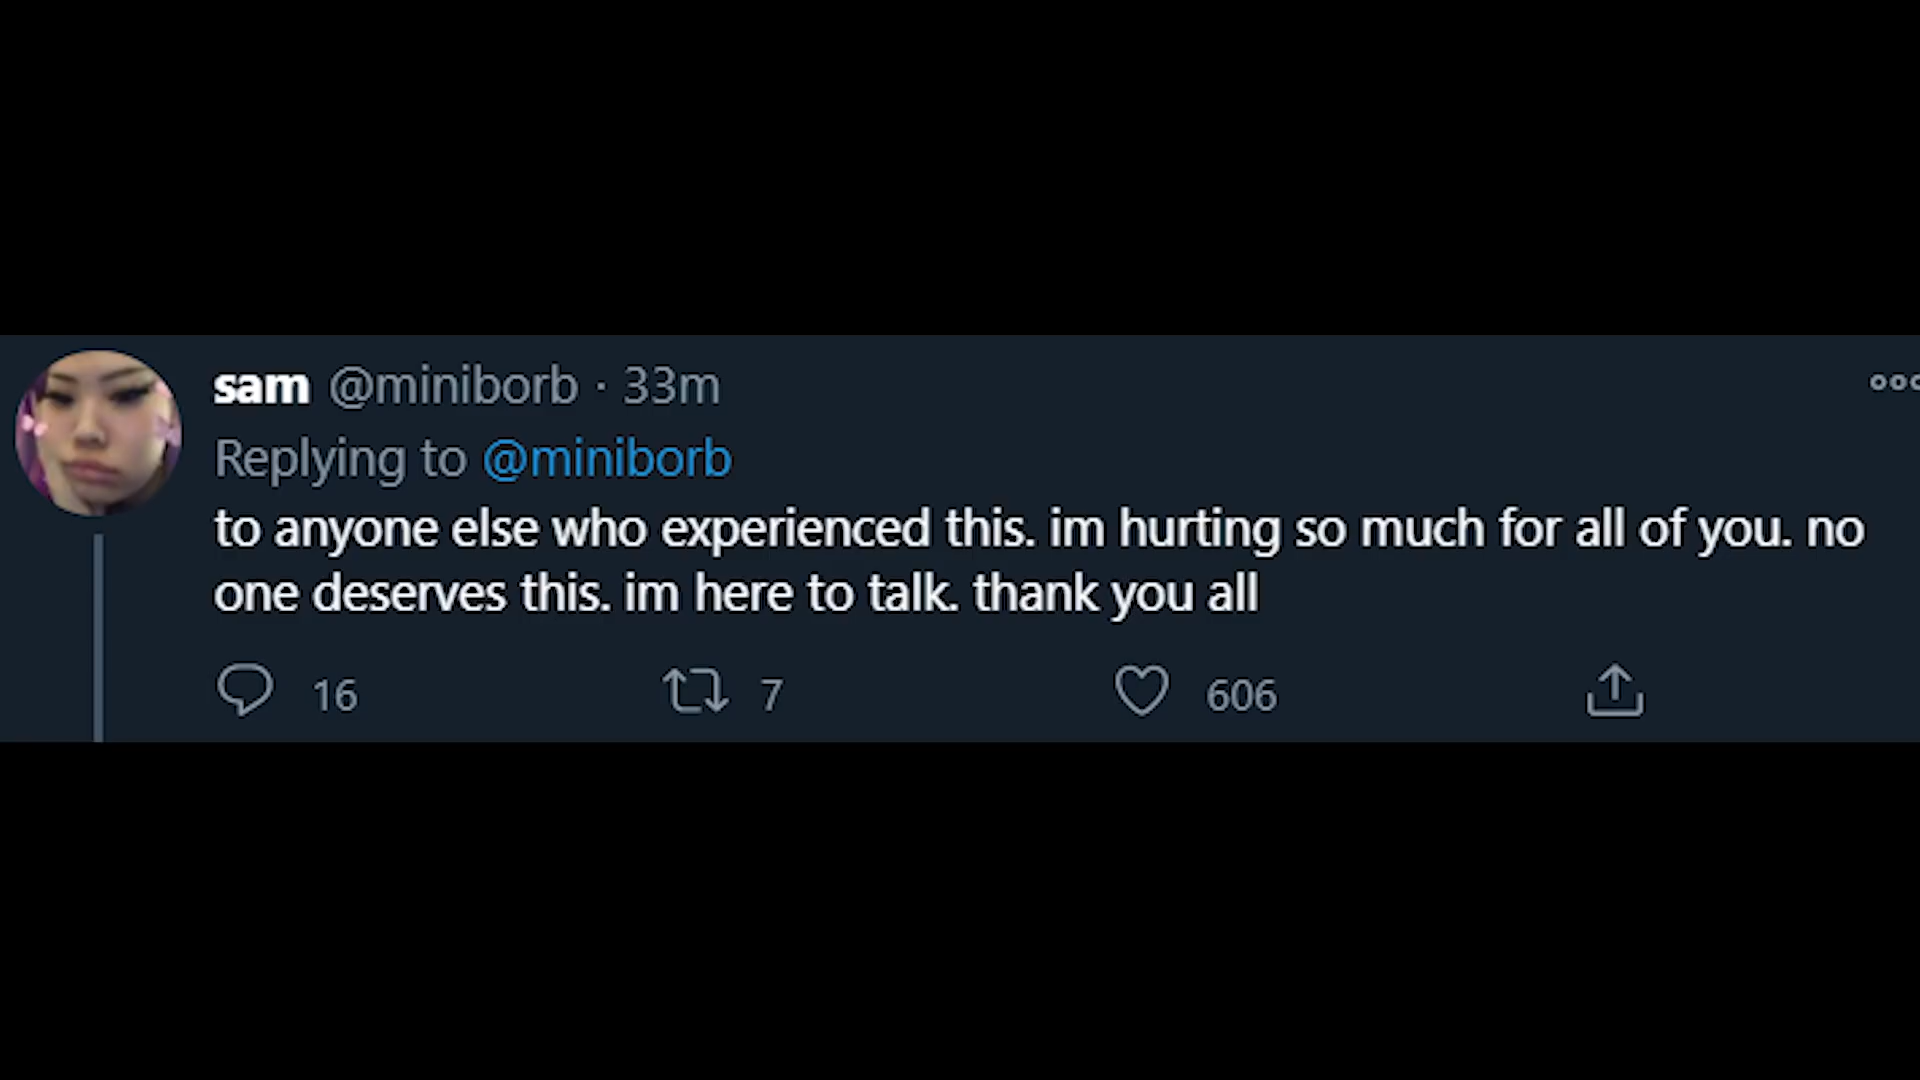 sam @miniborb · 33m
Replying to @miniborb
to anyone else who experienced this. im hurting so much for all of you. no
one deserves this. im here to talk. thank you all
16 7 606